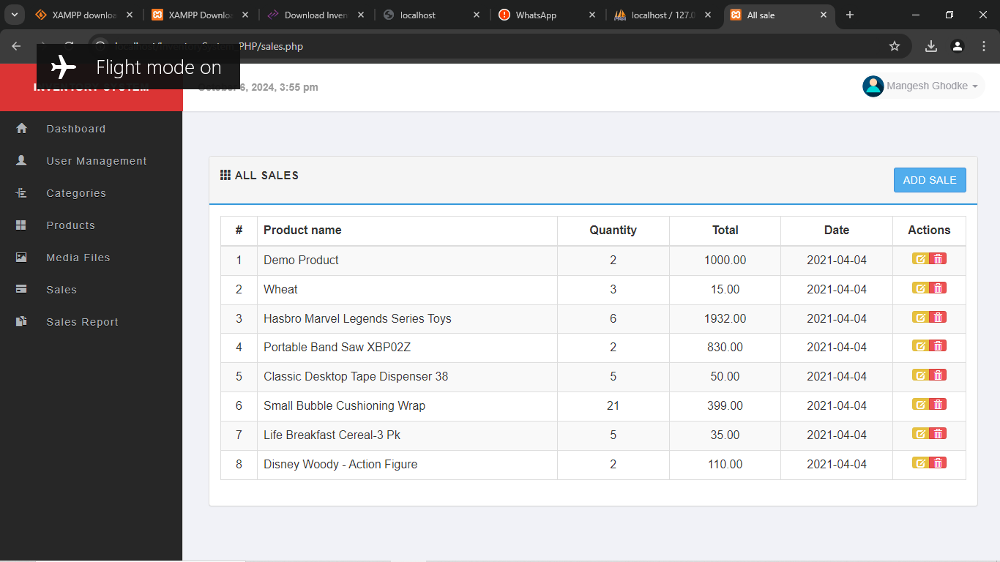 XAMPP downloa
XAMPP Downlo
Download Inven
localhost
WhatsApp
localhost / 127.0
All sale
PHP/sales.php
Flight mode on
INVENTORY SYSTEM
October 6, 2024, 3:55 pm
Mangesh Ghodke
Dashboard
User Management
Categories
Products
Media Files
Sales
Sales Report
ALL SALES
ADD SALE
# Product name Quantity Total Date Actions
1 Demo Product 2 1000.00 2021-04-04
2 Wheat 3 15.00 2021-04-04
3 Hasbro Marvel Legends Series Toys 6 1932.00 2021-04-04
4 Portable Band Saw XBP02Z 2 830.00 2021-04-04
5 Classic Desktop Tape Dispenser 38 5 50.00 2021-04-04
6 Small Bubble Cushioning Wrap 21 399.00 2021-04-04
7 Life Breakfast Cereal-3 Pk 5 35.00 2021-04-04
8 Disney Woody - Action Figure 2 110.00 2021-04-04